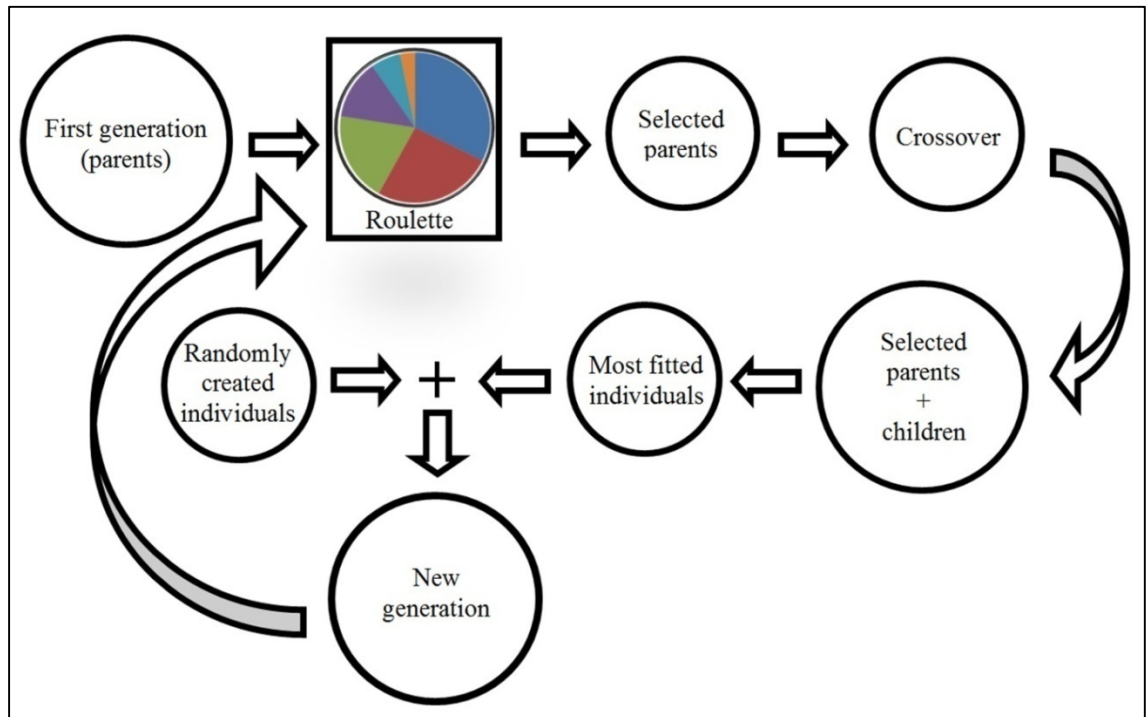 First generation
(parents)
Roulette
Selected
parents
Crossover
Randomly
created
individuals
+
Most fitted
individuals
Selected
parents
+
children
New
generation